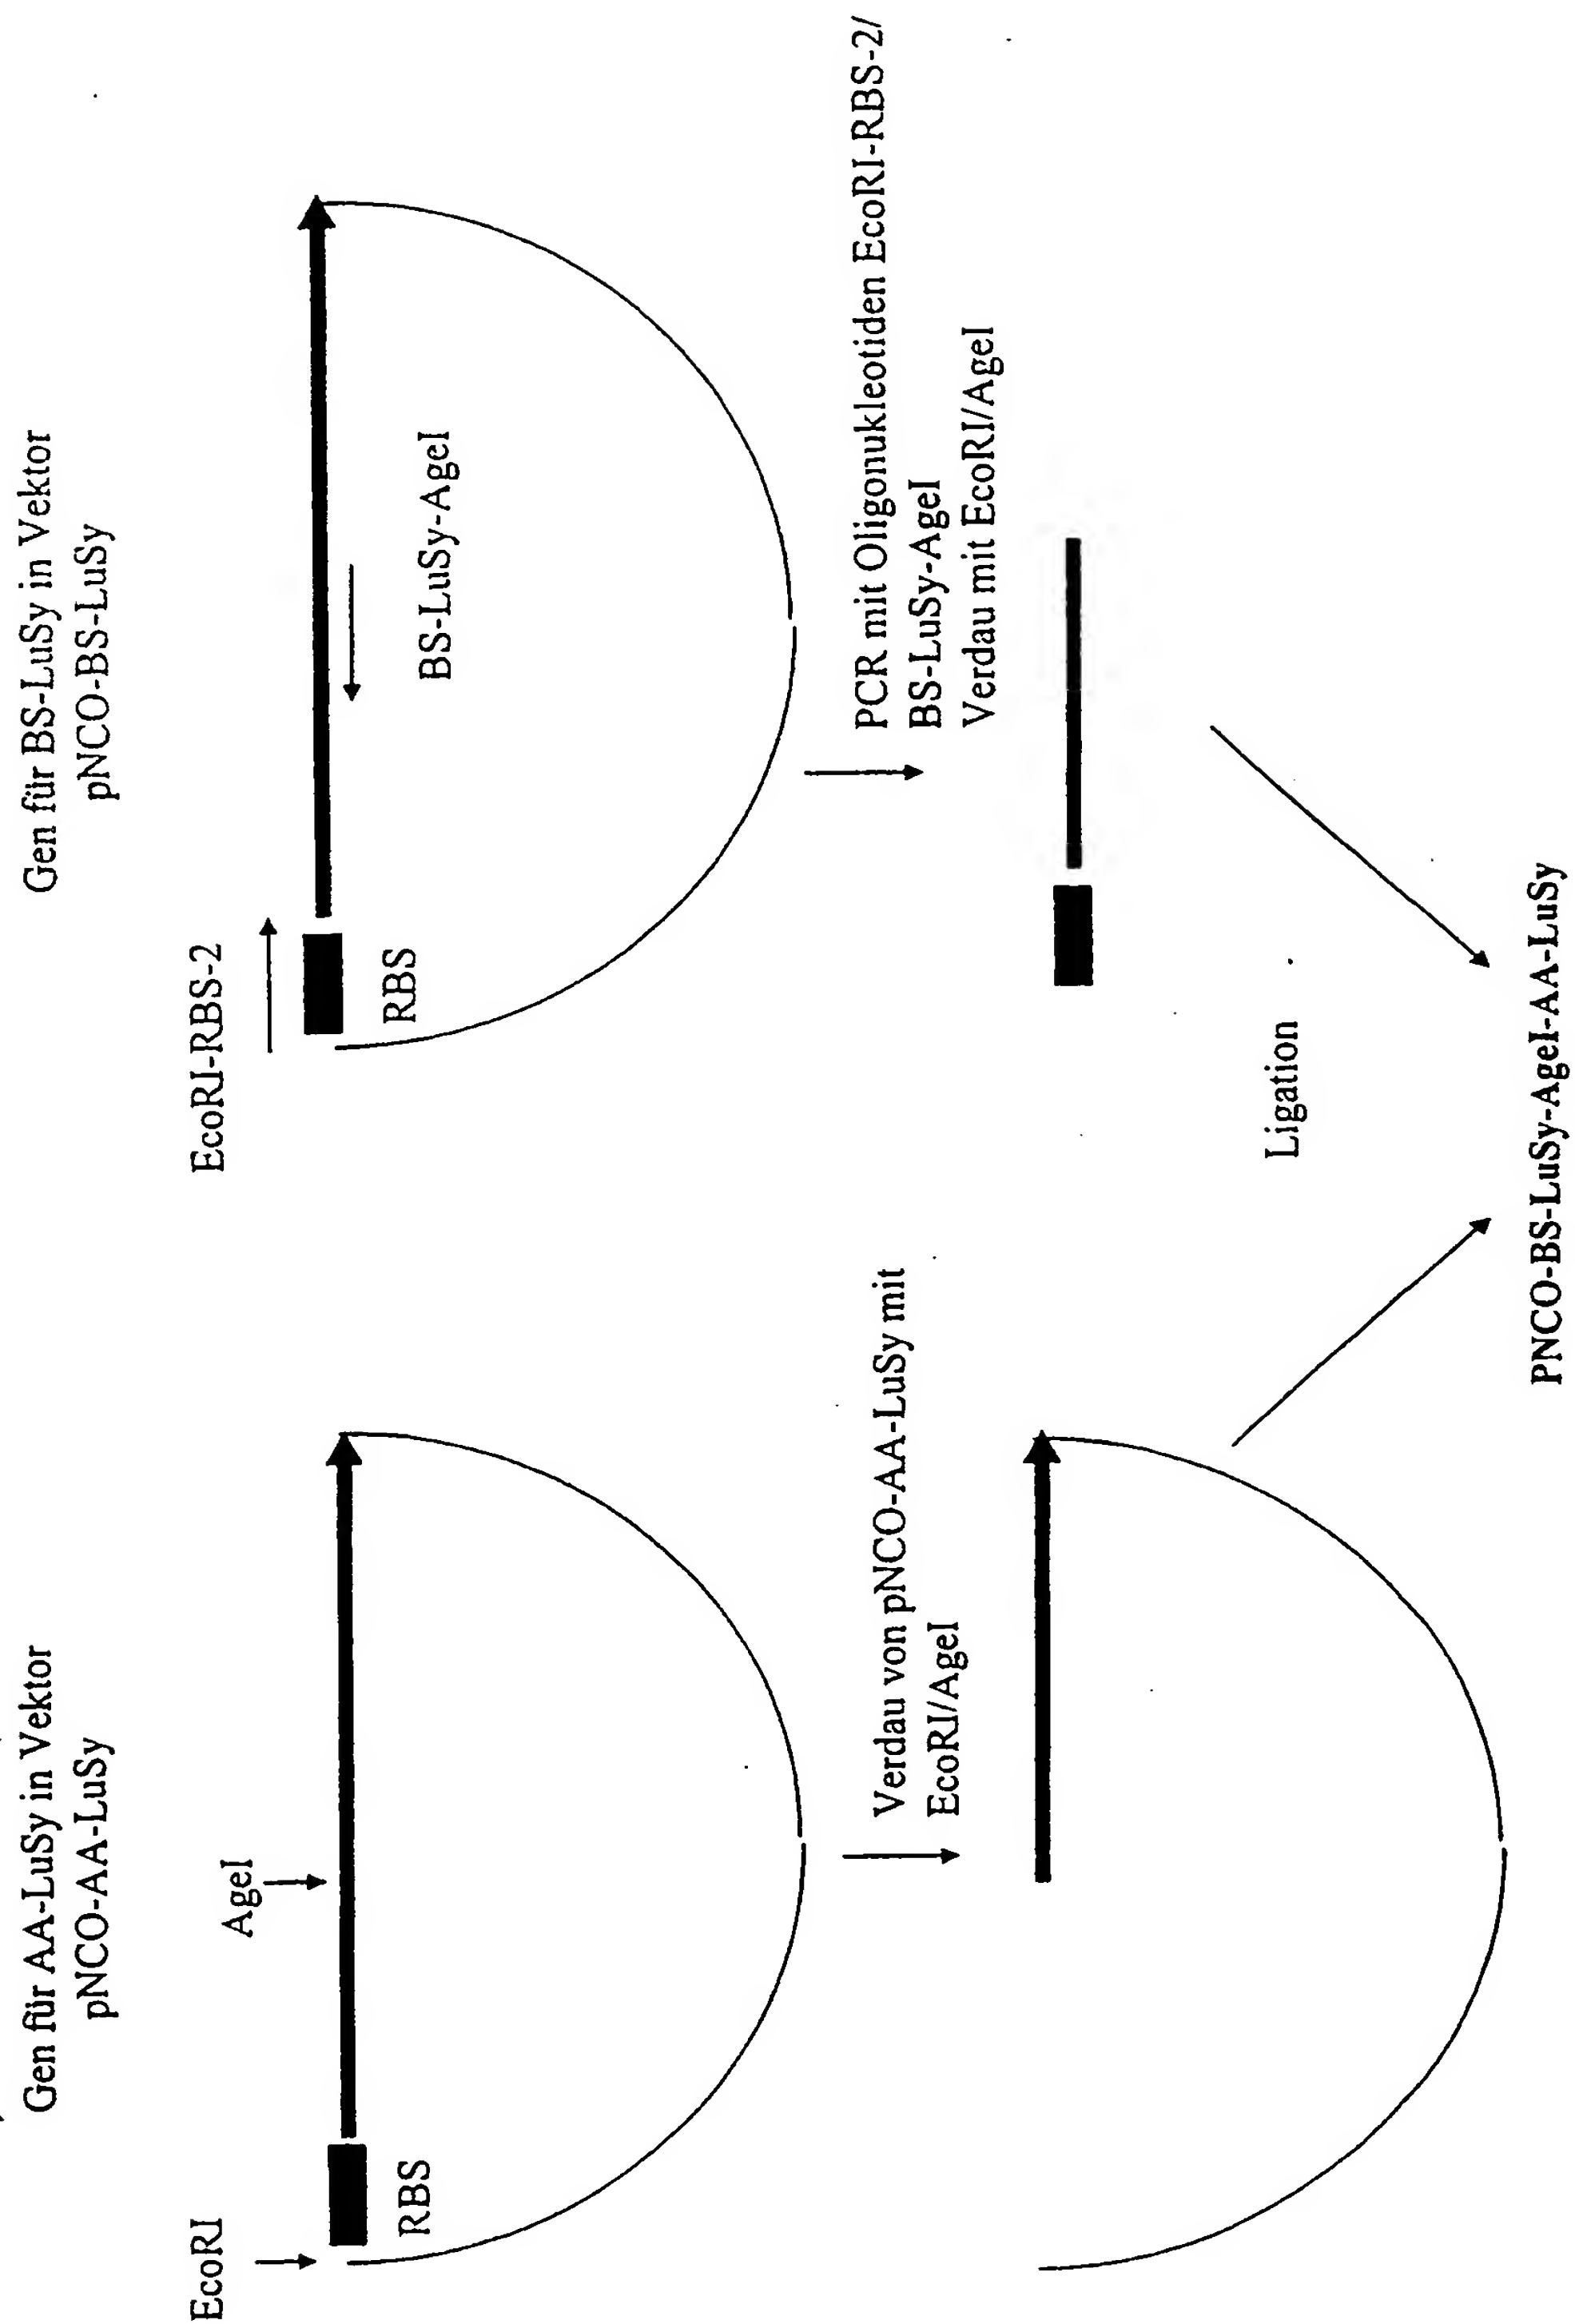 Gen für AA-LuSy in Vektor
pNCO-AA-LuSy
EcoRI
AgeI
RBS
Verdau von pNCO-AA-LuSy mit
EcoRI/AgeI
Gen für BS-LuSy in Vektor
pNCO-BS-LuSy
EcoRI-RBS-2
RBS
BS-LuSy-AgeI
PCR mit Oligonukleotiden EcoRI-RBS-2/
BS-LuSy-AgeI
Verdau mit EcoRI/AgeI
Ligation
PNCO-BS-LuSy-AgeI-AA-LuSy